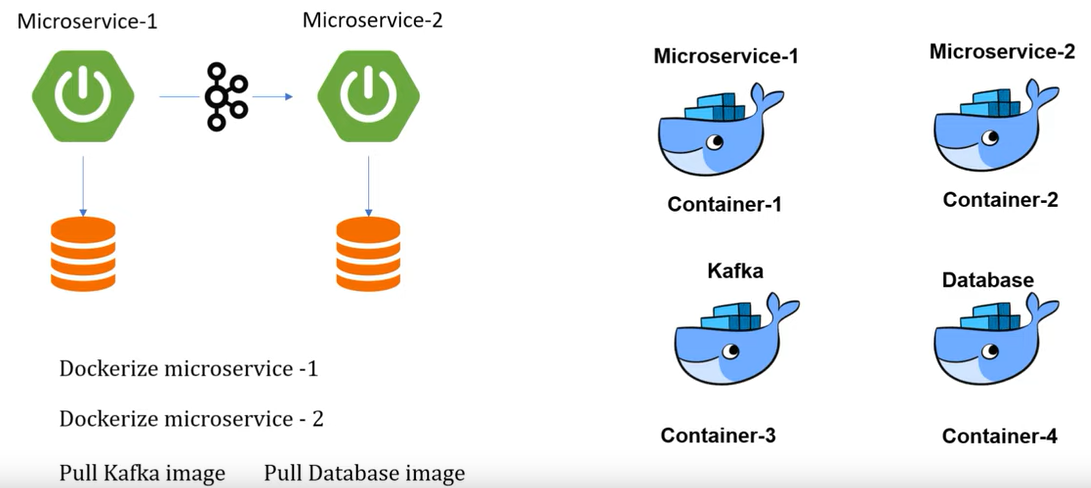 Microservice-1
Microservice-2
Dockerize microservice -1
Dockerize microservice - 2
Pull Kafka image
Pull Database image
Microservice-1
Container-1
Microservice-2
Container-2
Kafka
Container-3
Database
Container-4